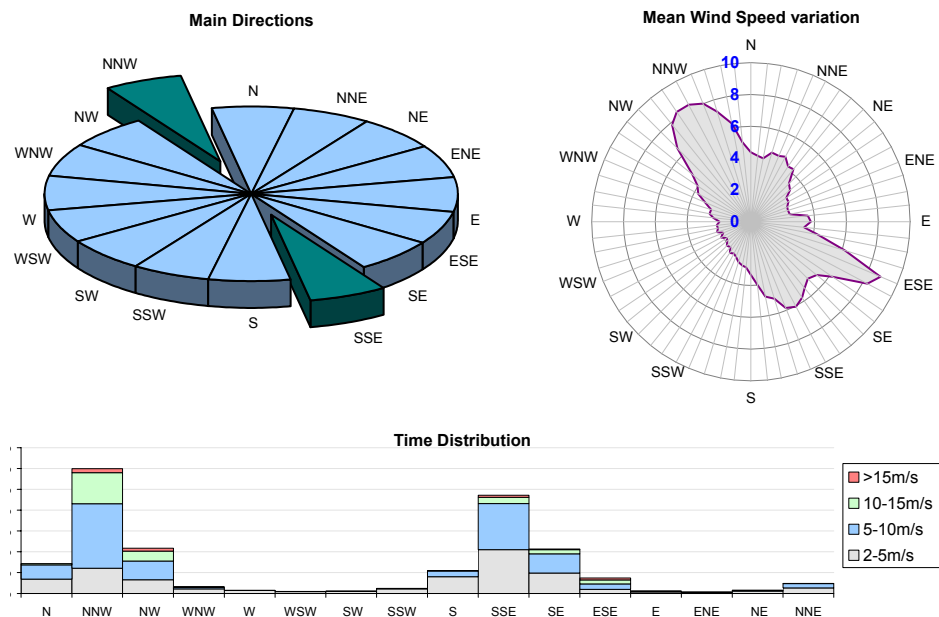 Main Directions
N
NNE
NE
ENE
E
ESE
SE
SSE
S
SSW
SW
WSW
W
WNW
NW
NNW
Mean Wind Speed variation
N
NNE
NE
ENE
E
ESE
SE
SSE
S
SSW
SW
WSW
W
WNW
NW
NNW
10
8
6
4
2
0
Time Distribution
N NNW NW WNW W WSW SW SSW S SSE SE ESE E ENE NE NNE
>15m/s
10-15m/s
5-10m/s
2-5m/s